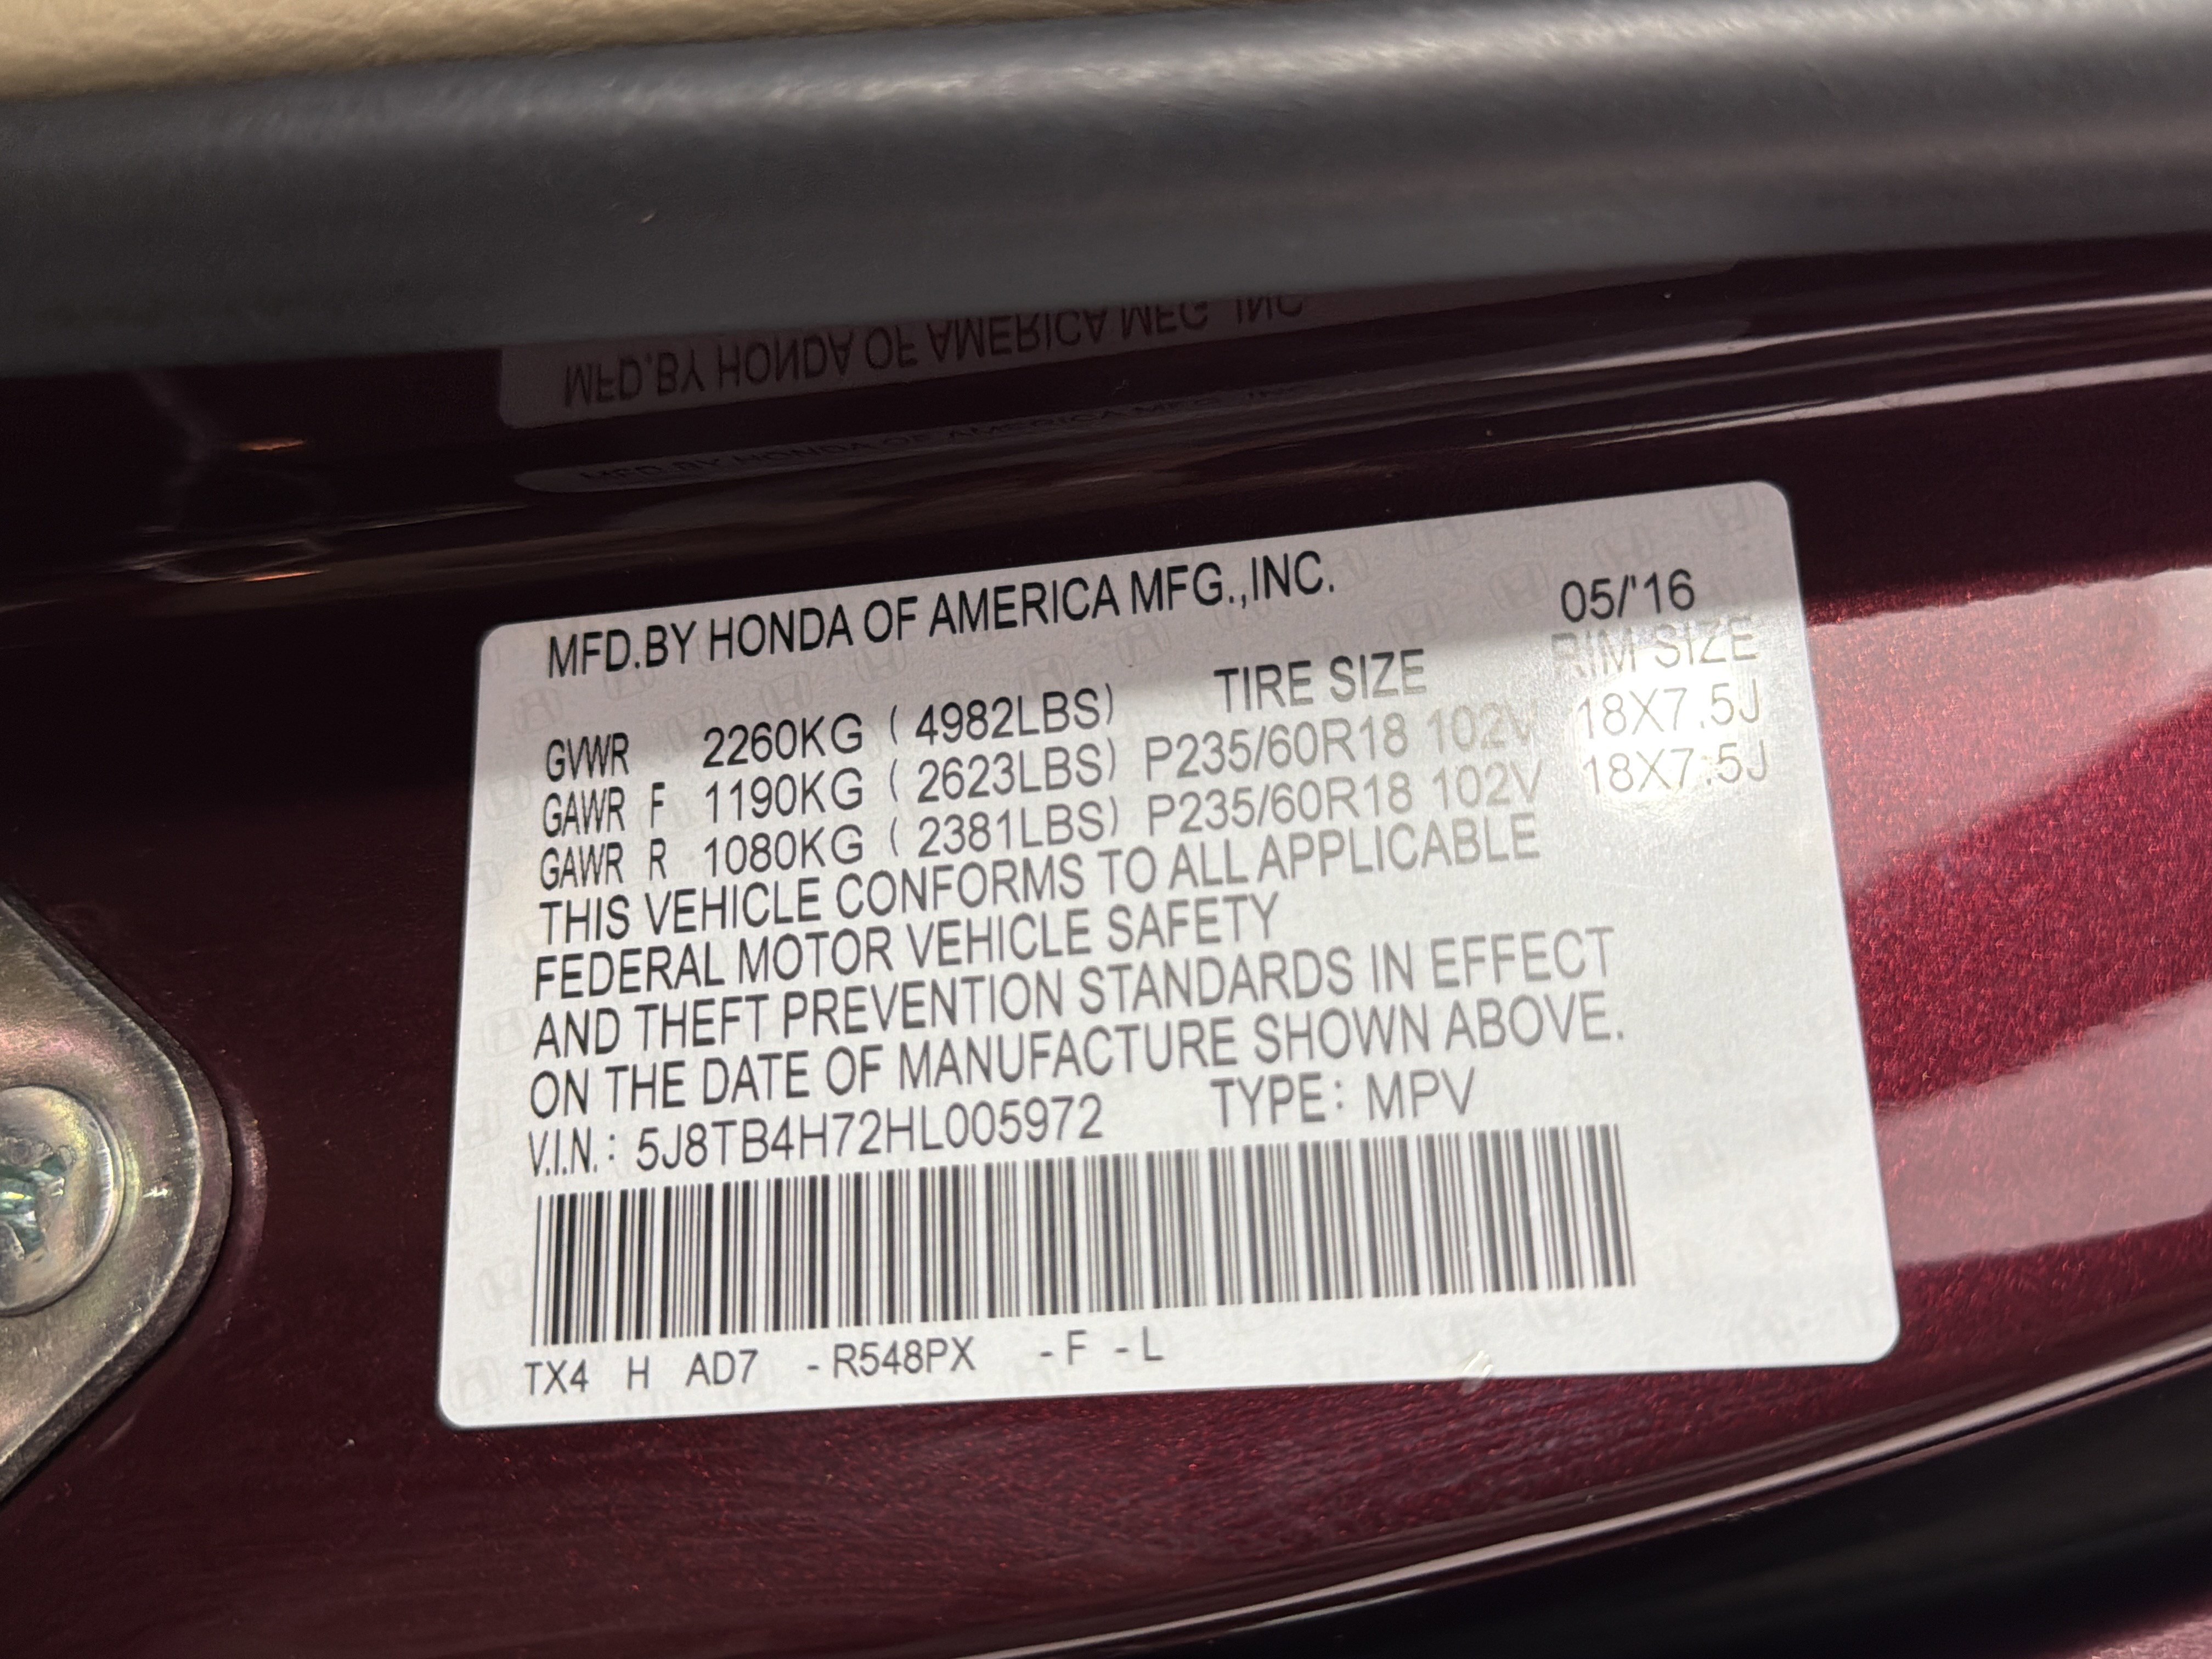 MFD.BY HONDA OF AMERICA MFG.,INC. 05/'16
TIRE SIZE RIM SIZE
GVWR 2260KG ( 4982LBS)
GAWR F 1190KG ( 2623LBS) P235/60R18 102V 18X7.5J
GAWR R 1080KG ( 2381LBS) P235/60R18 102V 18X7.5J
THIS VEHICLE CONFORMS TO ALL APPLICABLE
FEDERAL MOTOR VEHICLE SAFETY
AND THEFT PREVENTION STANDARDS IN EFFECT
ON THE DATE OF MANUFACTURE SHOWN ABOVE.
V.I.N.: 5J8TB4H72HL005972 TYPE: MPV
TX4 H AD7 -R548PX -F -L